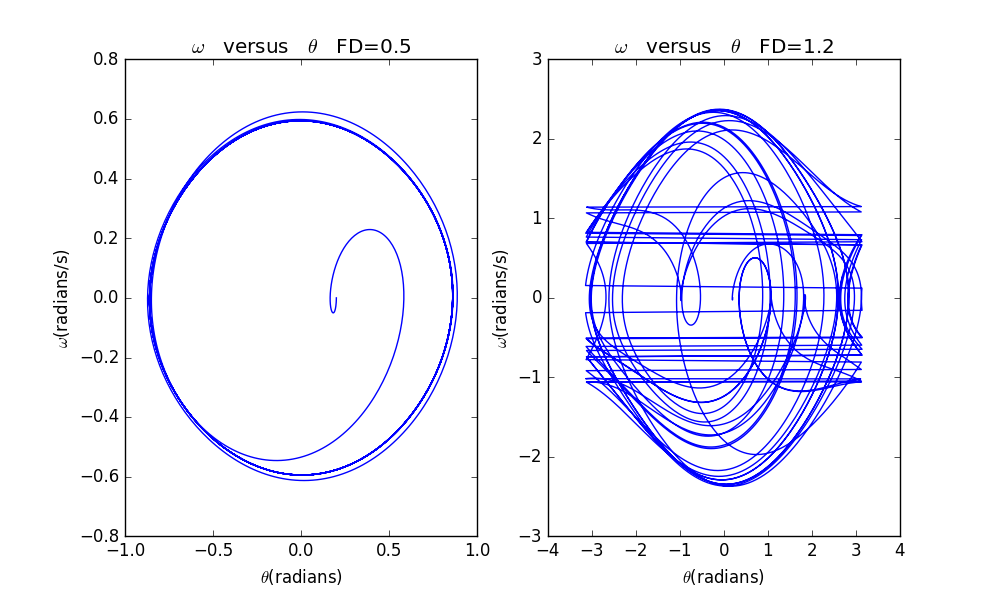 ω versus θ FD=0.5
0.8
0.6
0.4
0.2
0.0
−0.2
−0.4
−0.6
−0.8
ω(radians/s)
−1.0 −0.5 0.0 0.5 1.0
θ(radians)
ω versus θ FD=1.2
3
2
1
0
−1
−2
−3
ω(radians/s)
−4 −3 −2 −1 0 1 2 3 4
θ(radians)